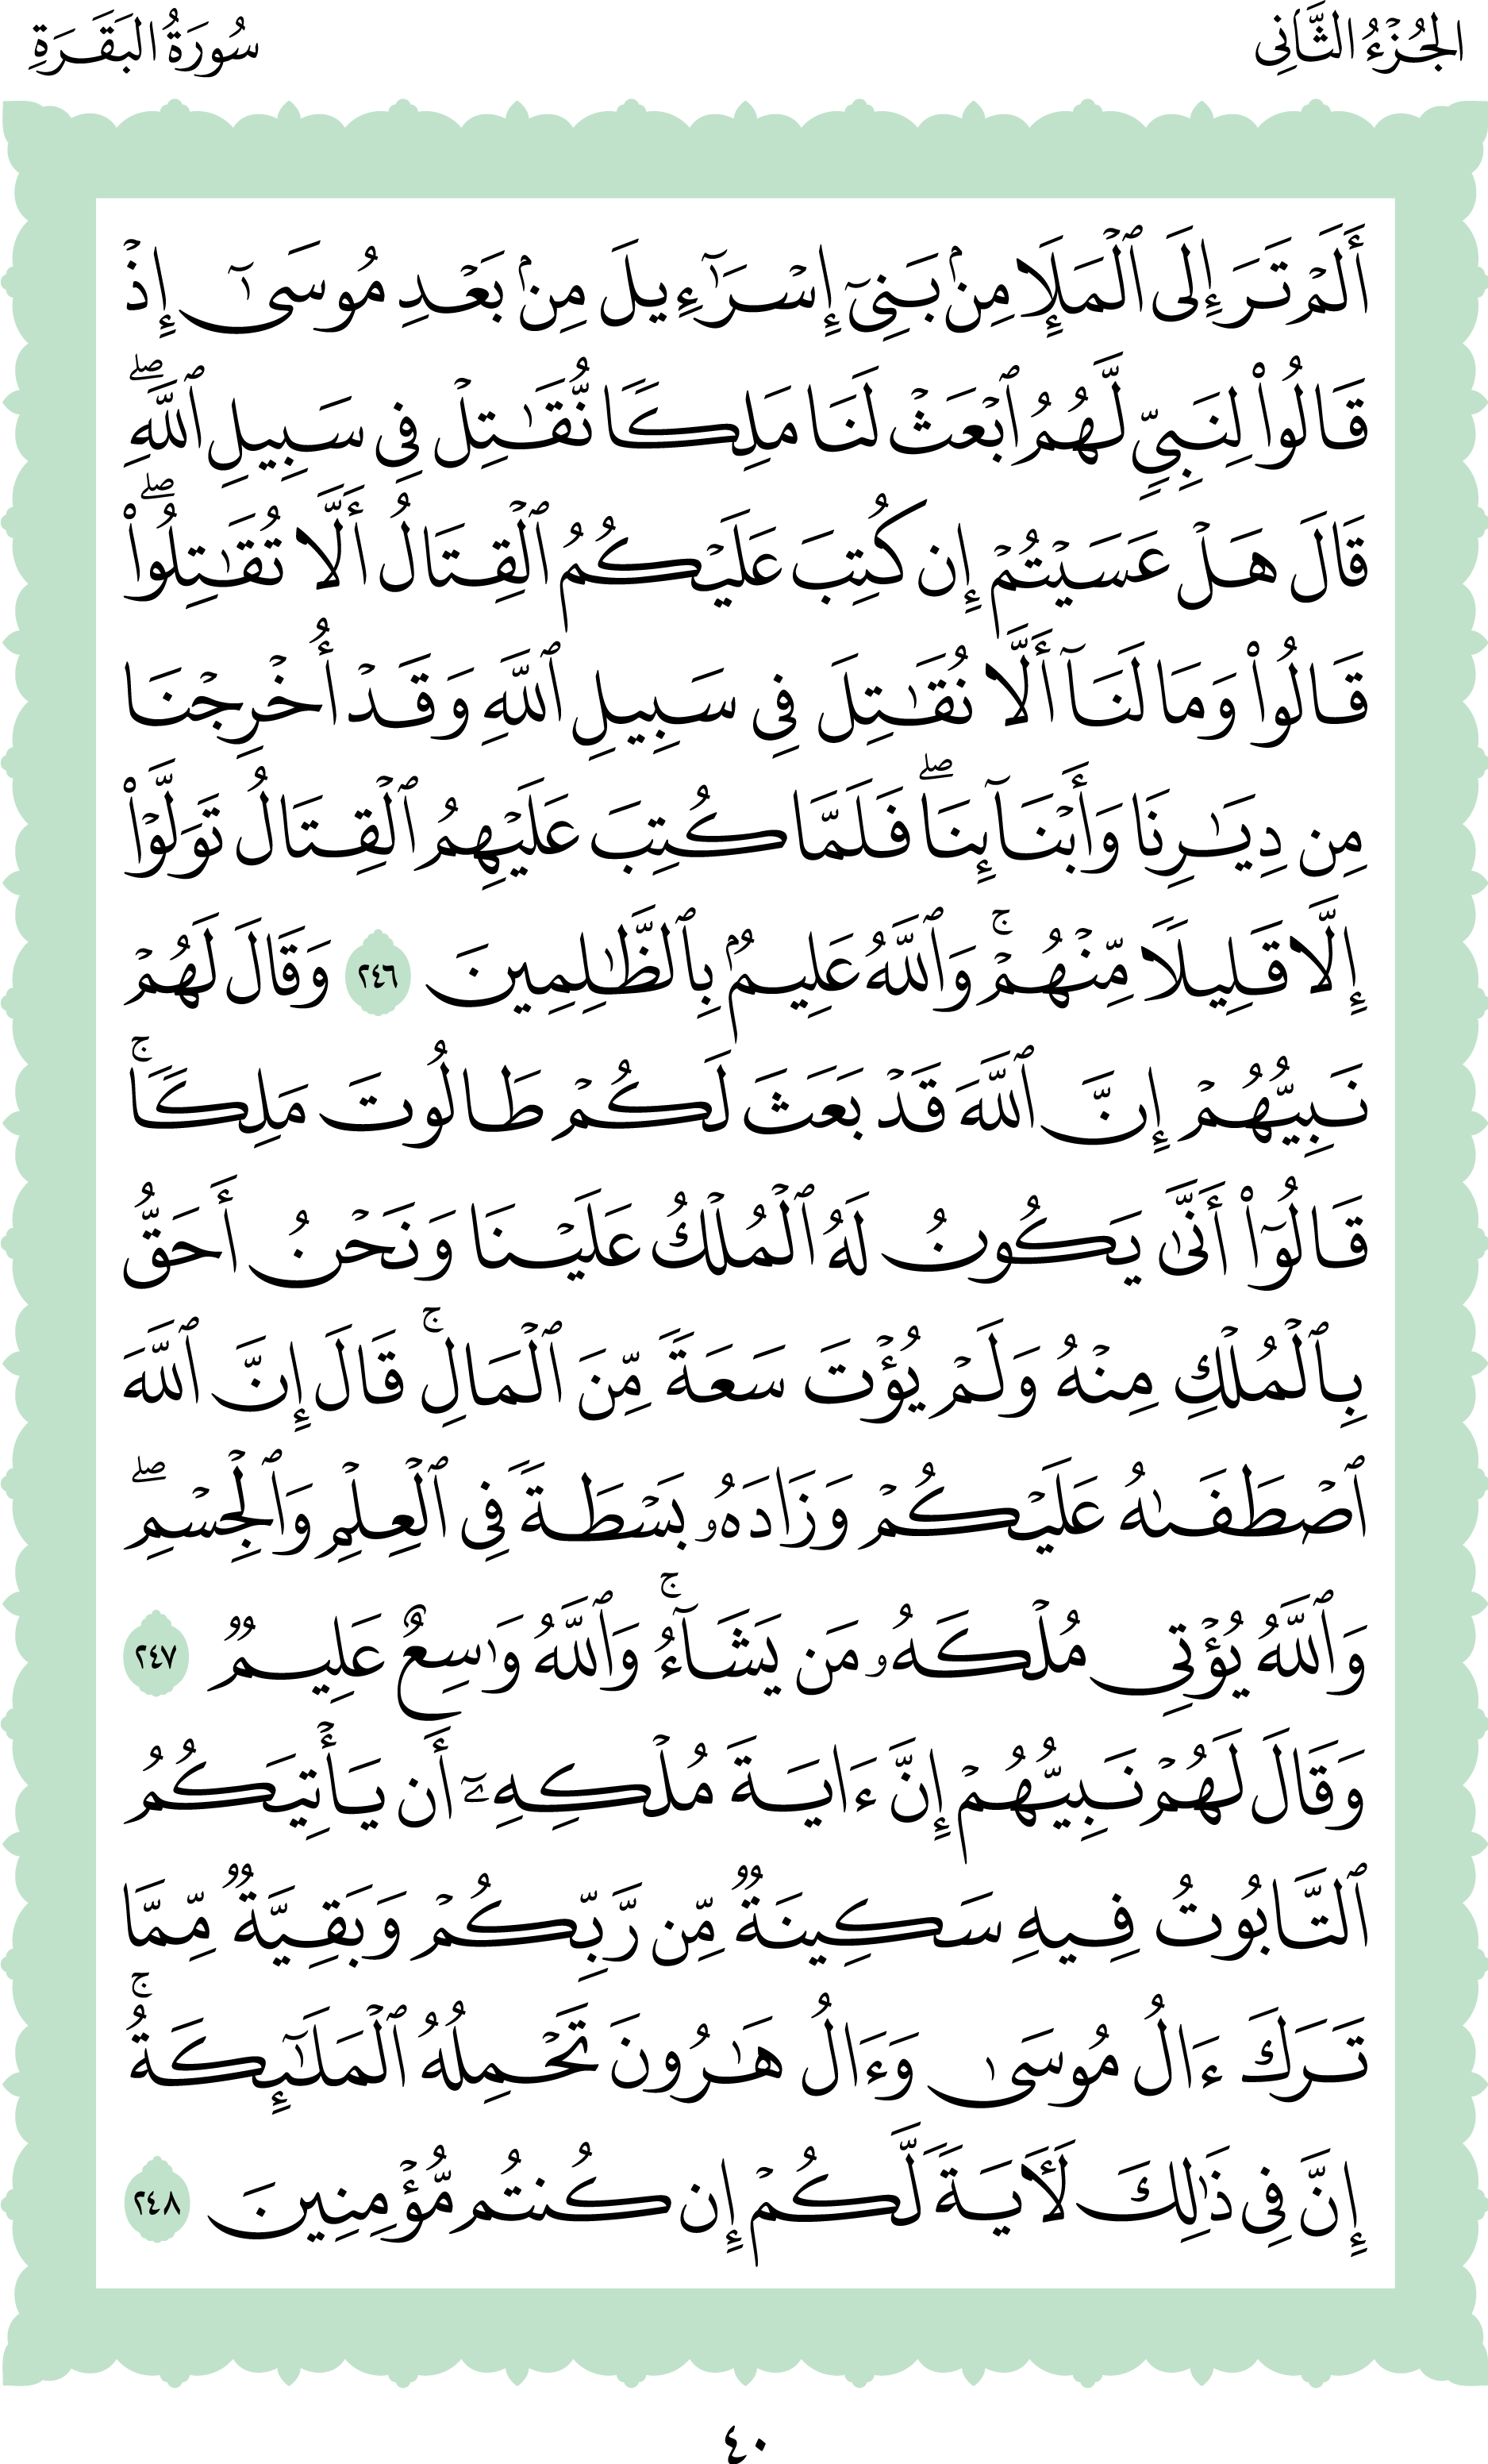 الجُزْءُ الثَّانِي
سُورَةُ البَقَرَةِ
أَلَمۡ تَرَ إِلَى ٱلۡمَلَإِ مِنۢ بَنِيٓ إِسۡرَـٰٓءِيلَ مِنۢ بَعۡدِ مُوسَىٰٓ إِذۡ
قَالُواْ لِنَبِيّٖ لَّهُمُ ٱبۡعَثۡ لَنَا مَلِكٗا نُّقَٰتِلۡ فِي سَبِيلِ ٱللَّهِۖ
قَالَ هَلۡ عَسَيۡتُمۡ إِن كُتِبَ عَلَيۡكُمُ ٱلۡقِتَالُ أَلَّا تُقَٰتِلُواْۖ
قَالُواْ وَمَا لَنَآ أَلَّا نُقَٰتِلَ فِي سَبِيلِ ٱللَّهِ وَقَدۡ أُخۡرِجۡنَا
مِن دِيَٰرِنَا وَأَبۡنَآئِنَاۖ فَلَمَّا كُتِبَ عَلَيۡهِمُ ٱلۡقِتَالُ تَوَلَّوۡاْ
إِلَّا قَلِيلٗا مِّنۡهُمۡۚ وَٱللَّهُ عَلِيمُۢ بِٱلظَّٰلِمِينَ ٢٤٦ وَقَالَ لَهُمۡ
نَبِيُّهُمۡ إِنَّ ٱللَّهَ قَدۡ بَعَثَ لَكُمۡ طَالُوتَ مَلِكٗاۚ
قَالُوٓاْ أَنَّىٰ يَكُونُ لَهُ ٱلۡمُلۡكُ عَلَيۡنَا وَنَحۡنُ أَحَقُّ
بِٱلۡمُلۡكِ مِنۡهُ وَلَمۡ يُؤۡتَ سَعَةٗ مِّنَ ٱلۡمَالِۚ قَالَ إِنَّ ٱللَّهَ
ٱصۡطَفَىٰهُ عَلَيۡكُمۡ وَزَادَهُۥ بَسۡطَةٗ فِي ٱلۡعِلۡمِ وَٱلۡجِسۡمِۖ
وَٱللَّهُ يُؤۡتِي مُلۡكَهُۥ مَن يَشَآءُۚ وَٱللَّهُ وَٰسِعٌ عَلِيمٞ ٢٤٧
وَقَالَ لَهُمۡ نَبِيُّهُمۡ إِنَّ ءَايَةَ مُلۡكِهِۦٓ أَن يَأۡتِيَكُمُ
ٱلتَّابُوتُ فِيهِ سَكِينَةٞ مِّن رَّبِّكُمۡ وَبَقِيَّةٞ مِّمَّا
تَرَكَ ءَالُ مُوسَىٰ وَءَالُ هَٰرُونَ تَحۡمِلُهُ ٱلۡمَلَٰٓئِكَةُۚ
إِنَّ فِي ذَٰلِكَ لَأٓيَةٗ لَّكُمۡ إِن كُنتُم مُّؤۡمِنِينَ ٢٤٨
٤٠